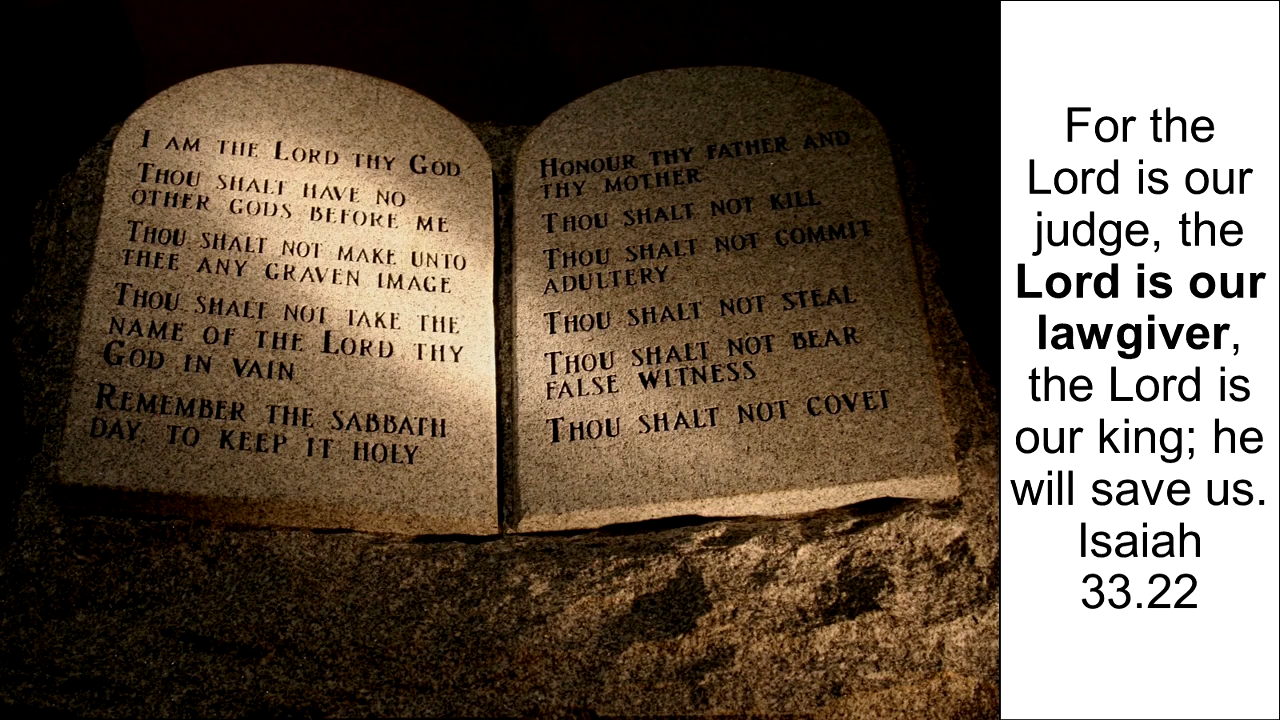 I AM THE LORD THY GOD
THOU SHALT HAVE NO
OTHER GODS BEFORE ME
THOU SHALT NOT MAKE UNTO
THEE ANY GRAVEN IMAGE
THOU SHALT NOT TAKE THE
NAME OF THE LORD THY
GOD IN VAIN
REMEMBER THE SABBATH
DAY, TO KEEP IT HOLY
HONOUR THY FATHER AND
THY MOTHER
THOU SHALT NOT KILL
THOU SHALT NOT COMMIT
ADULTERY
THOU SHALT NOT STEAL
THOU SHALT NOT BEAR
FALSE WITNESS
THOU SHALT NOT COVET
For the
Lord is our
judge, the
Lord is our
lawgiver,
the Lord is
our king; he
will save us.
Isaiah
33.22